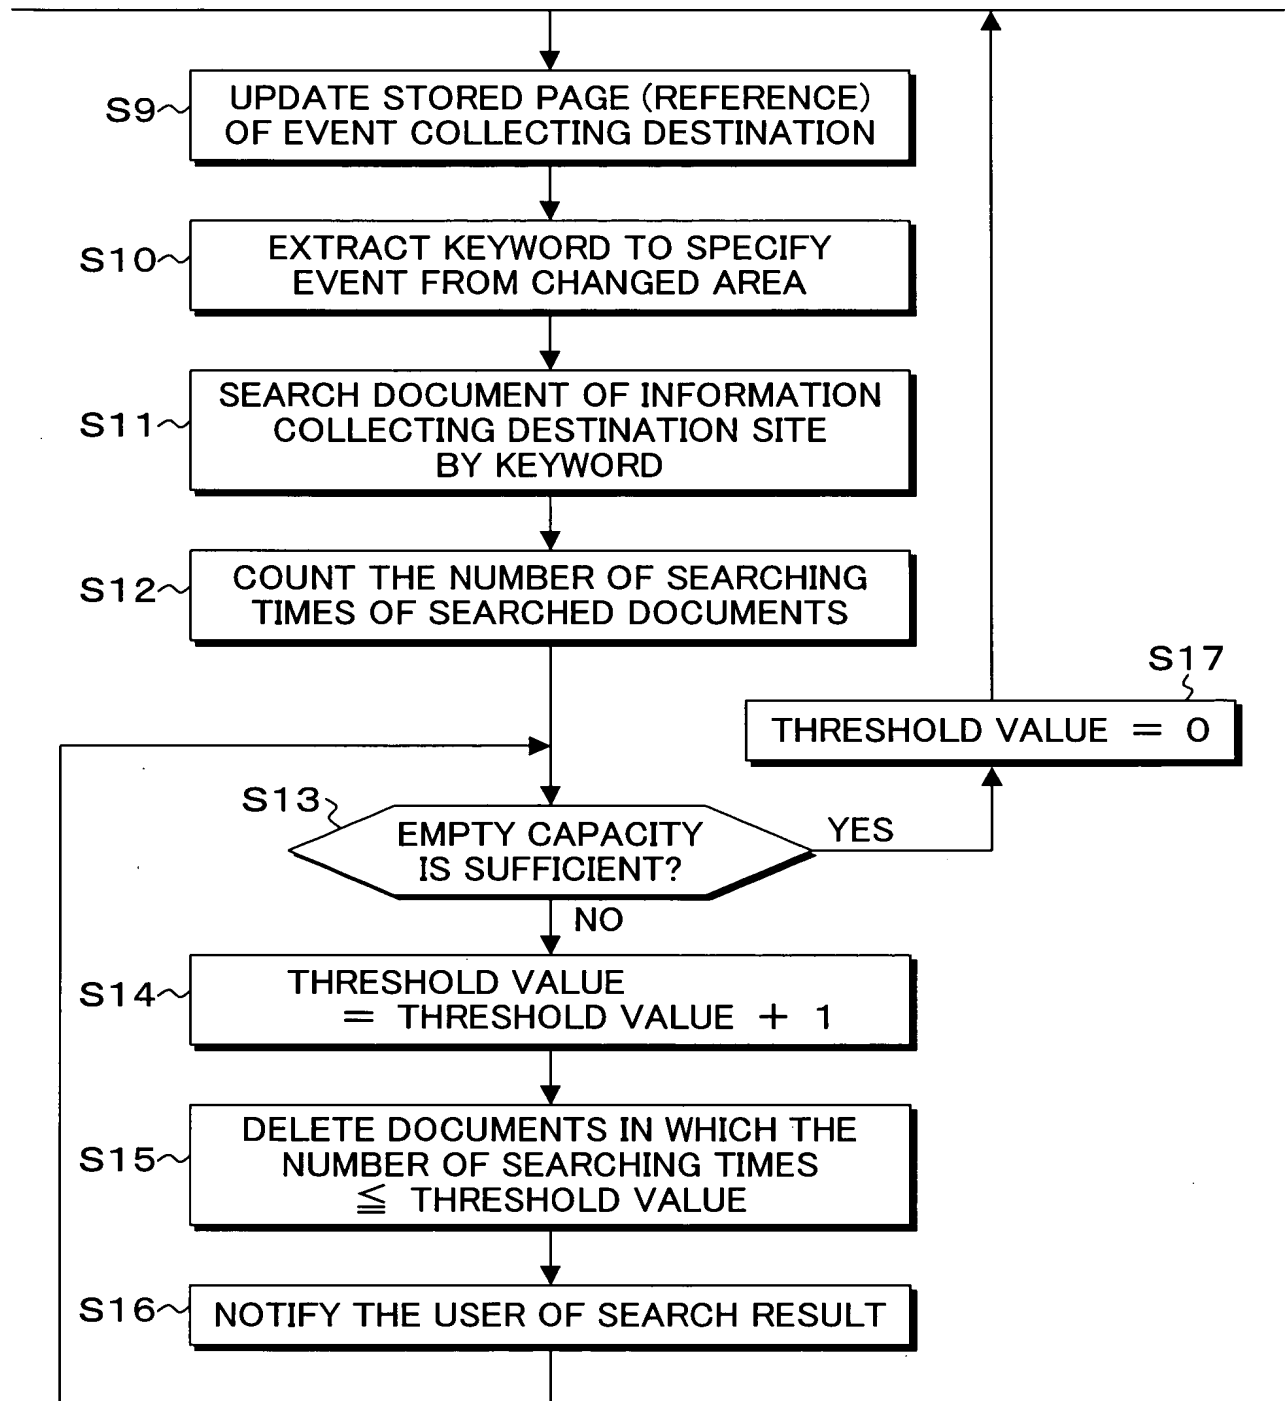 S9
UPDATE STORED PAGE (REFERENCE)
OF EVENT COLLECTING DESTINATION
S10
EXTRACT KEYWORD TO SPECIFY
EVENT FROM CHANGED AREA
S11
SEARCH DOCUMENT OF INFORMATION
COLLECTING DESTINATION SITE
BY KEYWORD
S12
COUNT THE NUMBER OF SEARCHING
TIMES OF SEARCHED DOCUMENTS
S17
THRESHOLD VALUE = 0
S13
EMPTY CAPACITY
IS SUFFICIENT?
YES
NO
S14
THRESHOLD VALUE
= THRESHOLD VALUE + 1
S15
DELETE DOCUMENTS IN WHICH THE
NUMBER OF SEARCHING TIMES
≦ THRESHOLD VALUE
S16
NOTIFY THE USER OF SEARCH RESULT